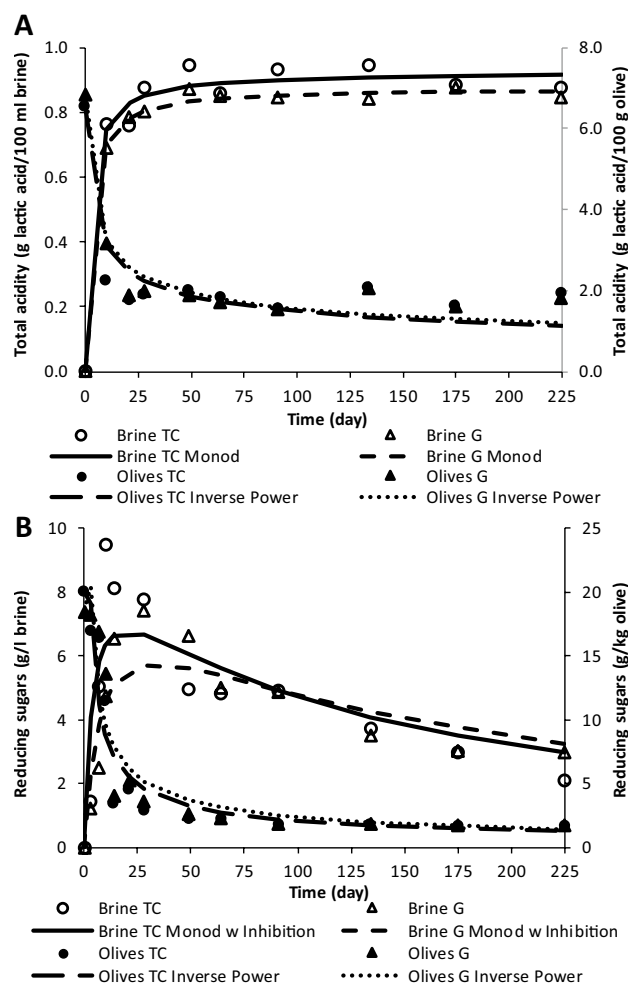 A
Total acidity (g lactic acid/100 ml brine)
1.0
0.8
0.6
0.4
0.2
0.0
8.0
6.0
4.0
2.0
0.0
Total acidity (g lactic acid/100 g olive)
0 25 50 75 100 125 150 175 200 225
Time (day)
Brine TC Brine G
Brine TC Monod Brine G Monod
Olives TC Olives G
Olives TC Inverse Power Olives G Inverse Power
B
Reducing sugars (g/l brine)
10
8
6
4
2
0
25
20
15
10
5
0
Reducing sugars (g/kg olive)
0 25 50 75 100 125 150 175 200 225
Time (day)
Brine TC Brine G
Brine TC Monod w Inhibition Brine G Monod w Inhibition
Olives TC Olives G
Olives TC Inverse Power Olives G Inverse Power